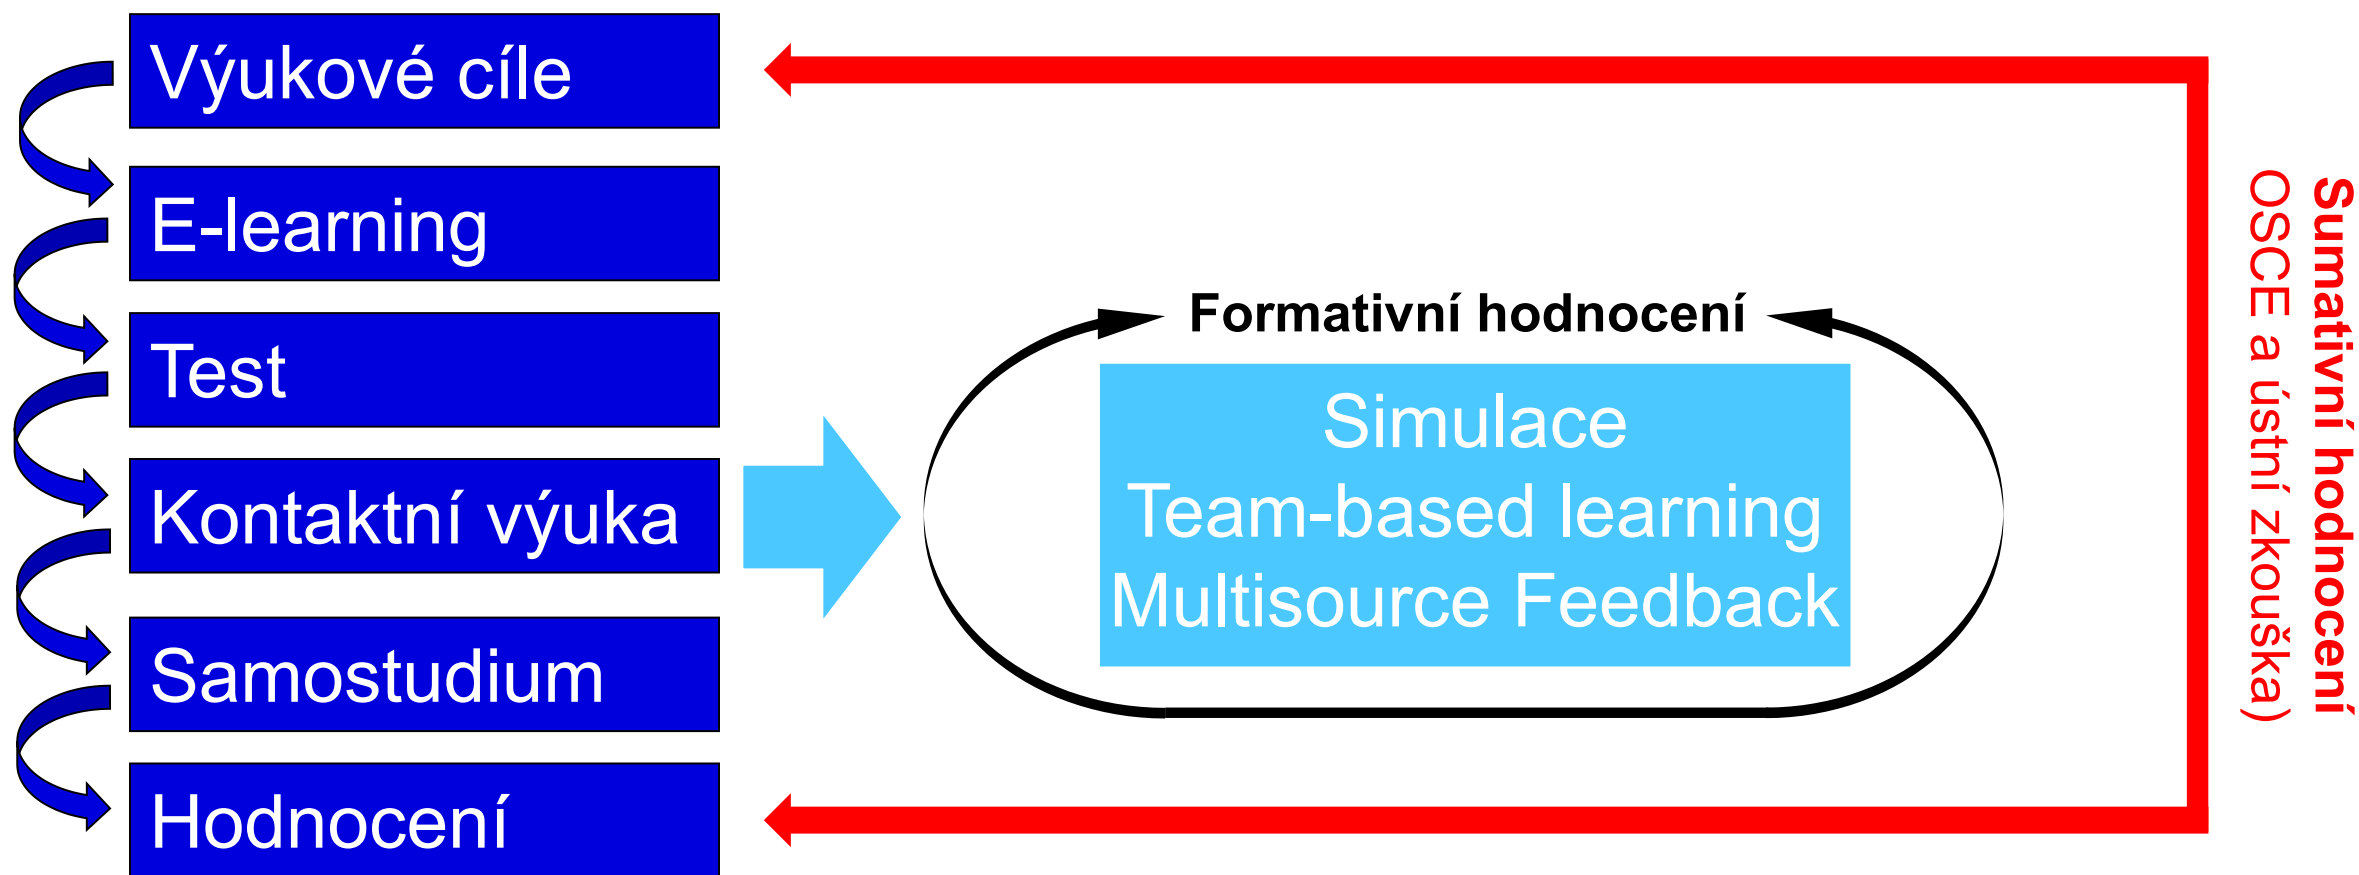 Výukové cíle
E-learning
Test
Kontaktní výuka
Samostudium
Hodnocení
Formativní hodnocení
Simulace
Team-based learning
Multisource Feedback
Sumativní hodnocení
OSCE a ústní zkouška)